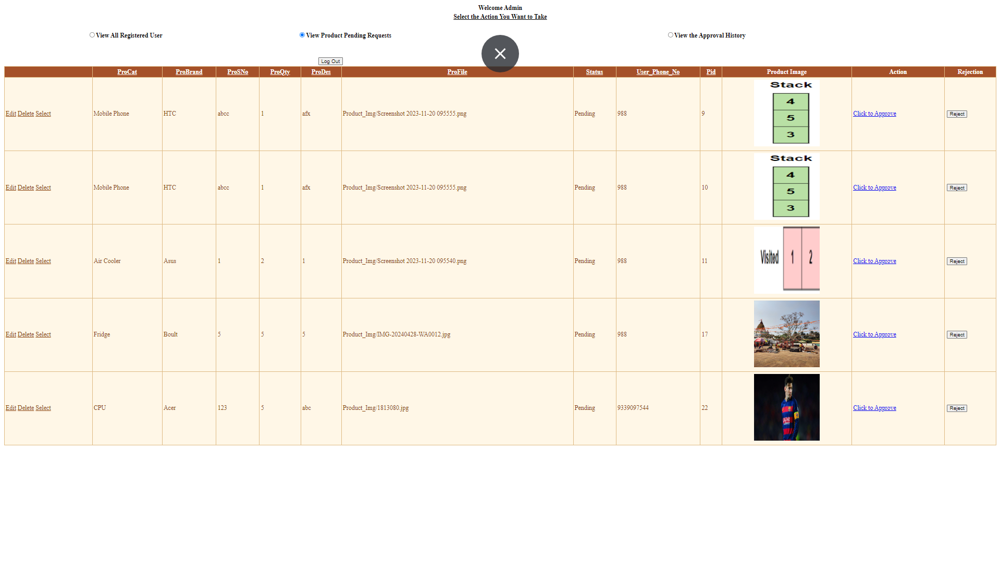 Welcome Admin
Select the Action You Want to Take
View All Registered User View Product Pending Requests View the Approval History
Log Out
ProCat ProBrand ProSNo ProQty ProDes ProFile Status User_Phone_No Pid Product Image Action Rejection
Edit Delete Select Mobile Phone HTC abcc 1 afx Product_Img/Screenshot 2023-11-20 095555.png Pending 988 9 Click to Approve Reject
Stack
4
5
3
Edit Delete Select Mobile Phone HTC abcc 1 afx Product_Img/Screenshot 2023-11-20 095555.png Pending 988 10 Click to Approve Reject
Stack
4
5
3
Edit Delete Select Air Cooler Asus 1 2 1 Product_Img/Screenshot 2023-11-20 095540.png Pending 988 11 Click to Approve Reject
Visited 1 2
Edit Delete Select Fridge Boult 5 5 5 Product_Img/IMG-20240428-WA0012.jpg Pending 988 17 Click to Approve Reject
Edit Delete Select CPU Acer 123 5 abc Product_Img/1813080.jpg Pending 9339097544 22 Click to Approve Reject